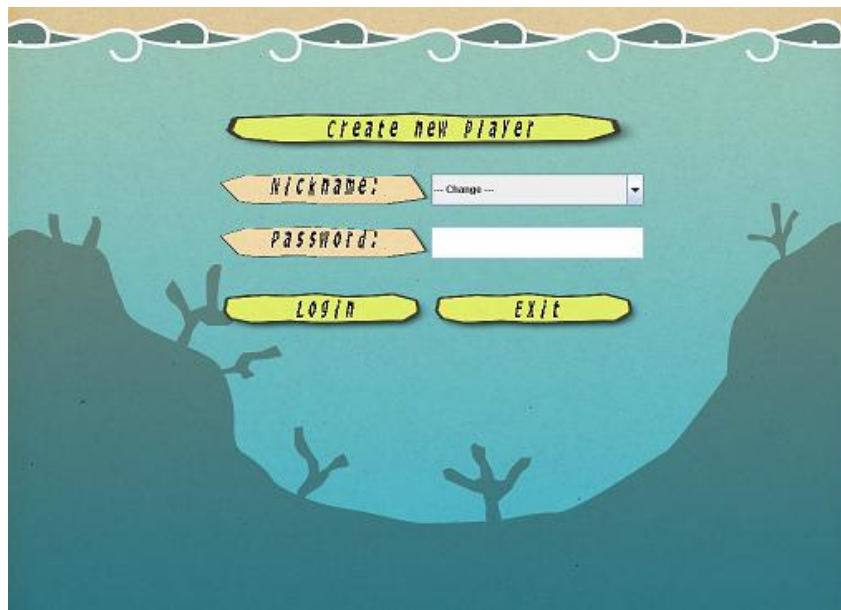 Create new player
Nickname: --- Change ---
Password:
Login Exit